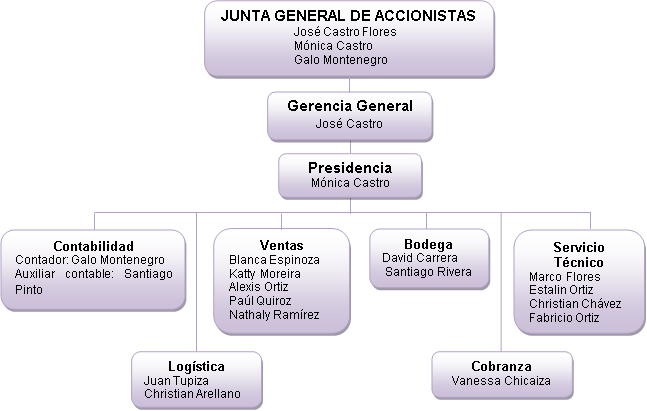 JUNTA GENERAL DE ACCIONISTAS
José Castro Flores
Mónica Castro
Galo Montenegro
Gerencia General
José Castro
Presidencia
Mónica Castro
Contabilidad
Contador: Galo Montenegro
Auxiliar contable: Santiago
Pinto
Ventas
Blanca Espinoza
Katty Moreira
Alexis Ortiz
Paúl Quiroz
Nathaly Ramírez
Bodega
David Carrera
Santiago Rivera
Servicio
Técnico
Marco Flores
Estalin Ortiz
Christian Chávez
Fabricio Ortiz
Logística
Juan Tupiza
Christian Arellano
Cobranza
Vanessa Chicaiza